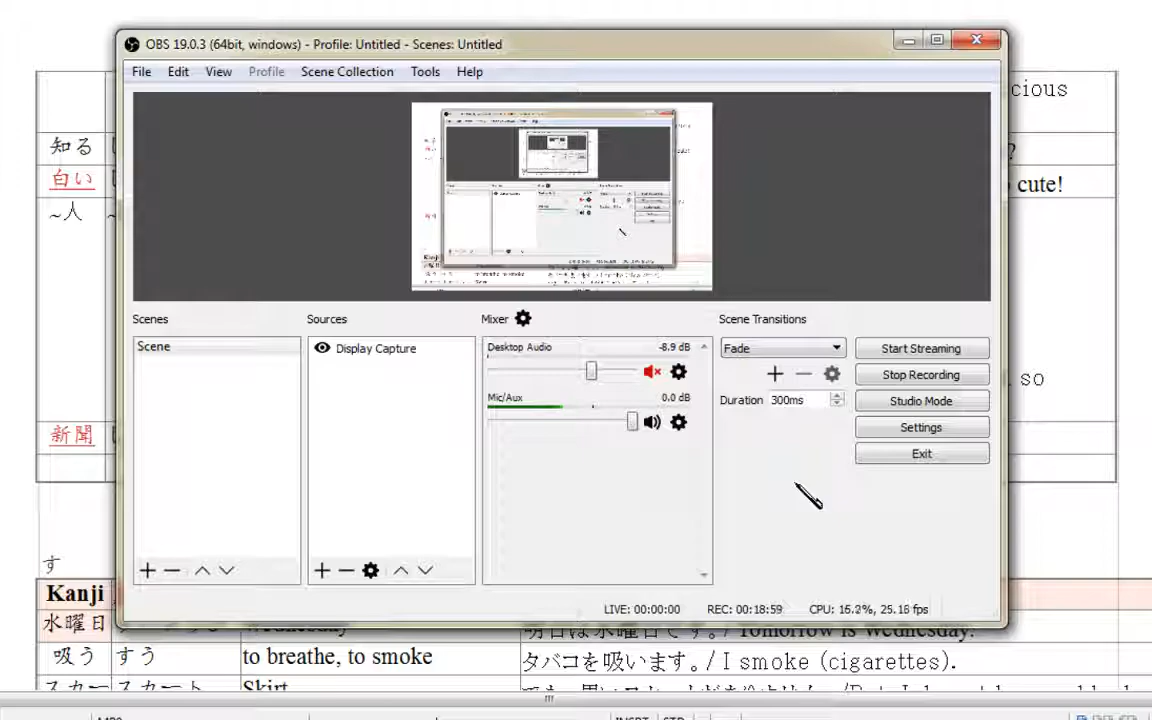 OBS 19.0.3 (64bit, windows) - Profile: Untitled - Scenes: Untitled
File Edit View Profile Scene Collection Tools Help
cious
知る
?
白い
cute!
~人
Scenes
Sources
Mixer
Scene Transitions
Scene
Display Capture
Desktop Audio
-8.9 dB
Mic/Aux
0.0 dB
Fade
Duration 300ms
Start Streaming
Stop Recording
Studio Mode
Settings
Exit
so
新聞
LIVE: 00:00:00
REC: 00:18:59
CPU: 16.2%, 25.18 fps
す
Kanji
水曜日
Wednesday
明日は水曜日です。/ Tomorrow is Wednesday.
吸う すう to breathe, to smoke タバコを吸います。/ I smoke (cigarettes).
スカート スカート Skirt